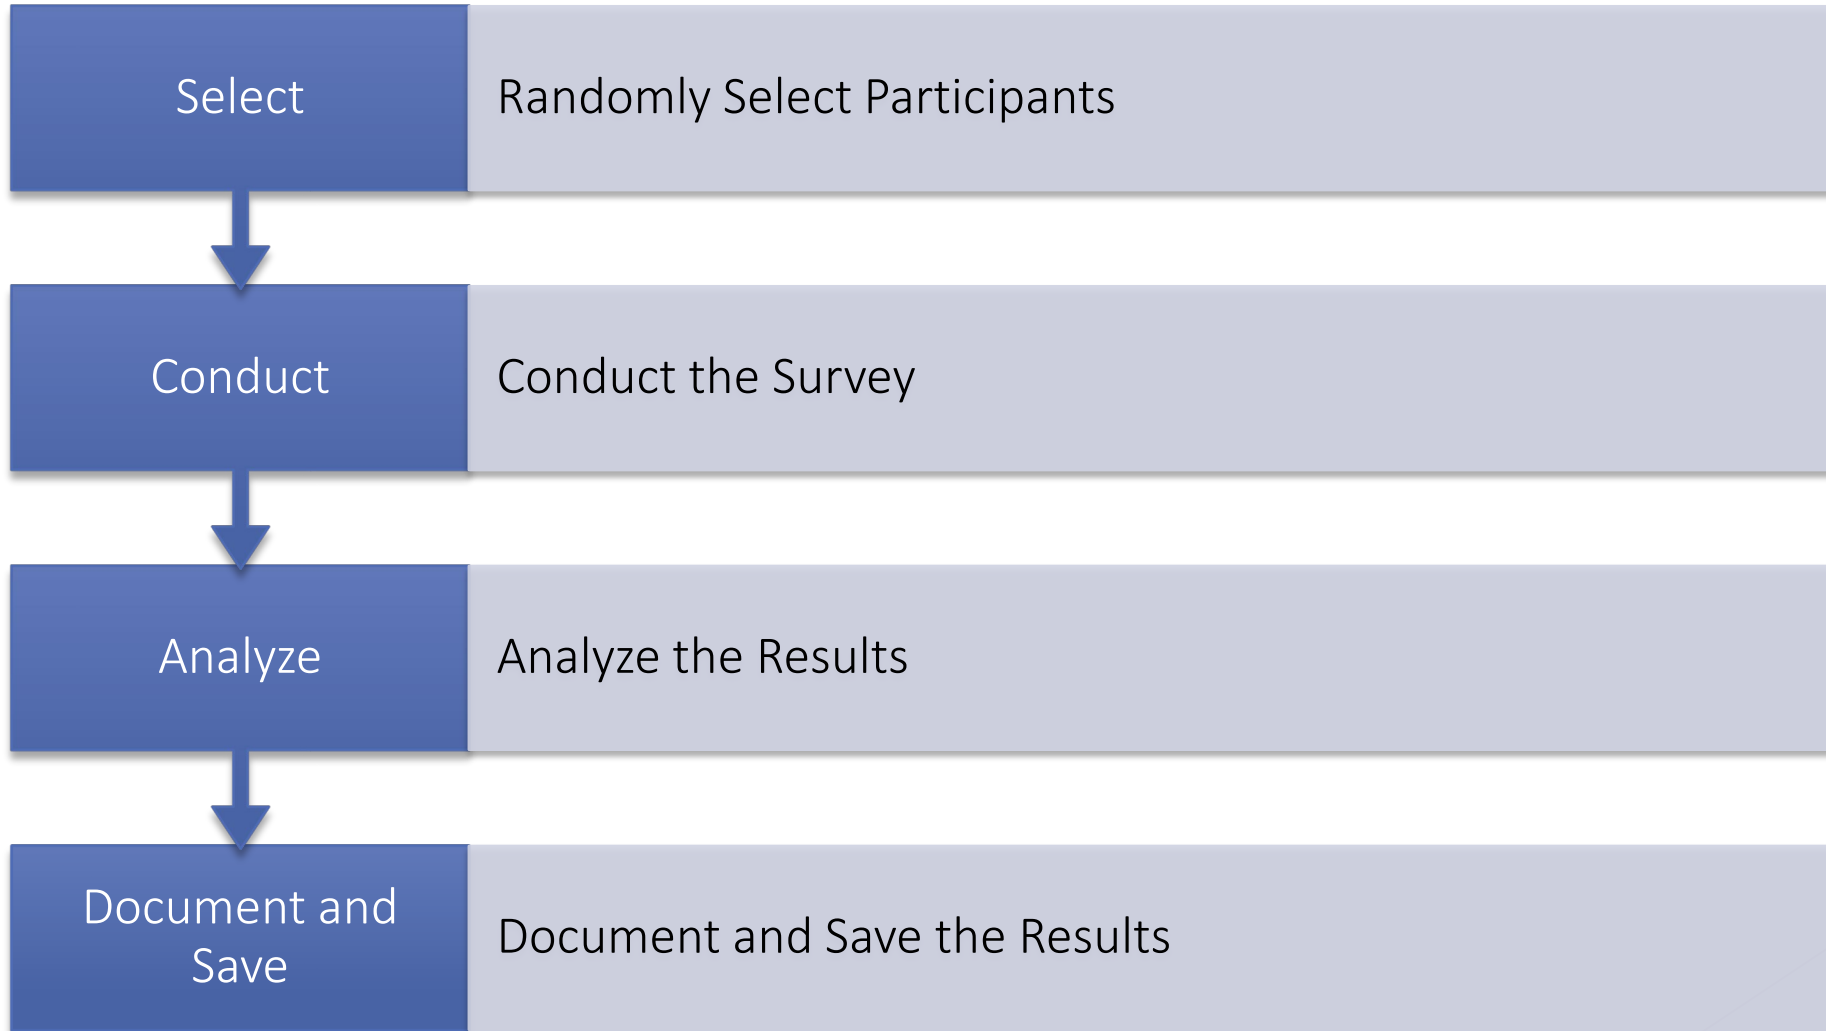 Select
Randomly Select Participants
Conduct
Conduct the Survey
Analyze
Analyze the Results
Document and
Save
Document and Save the Results